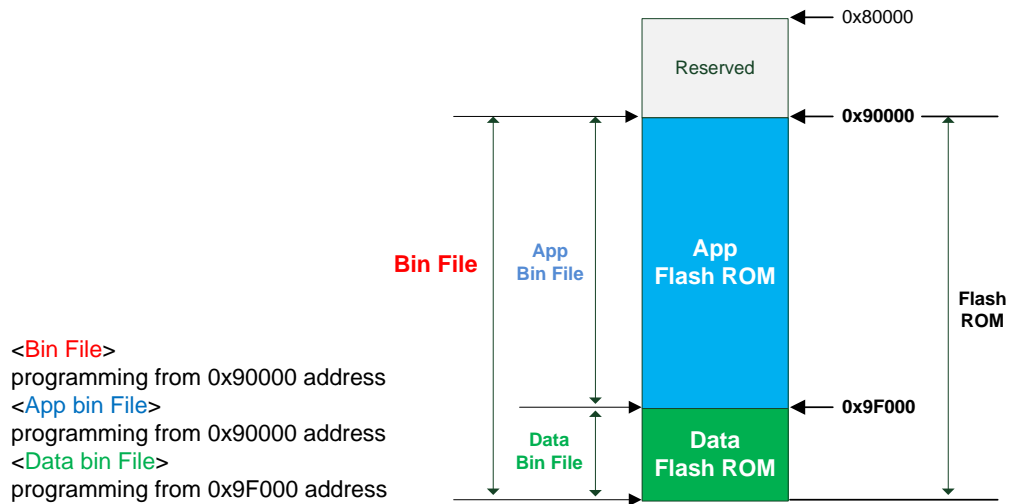 0x80000
Reserved
0x90000
App
Bin File
Bin File
App
Flash ROM
Flash
ROM
0x9F000
Data
Bin File
Data
Flash ROM
<Bin File>
programming from 0x90000 address
<App bin File>
programming from 0x90000 address
<Data bin File>
programming from 0x9F000 address